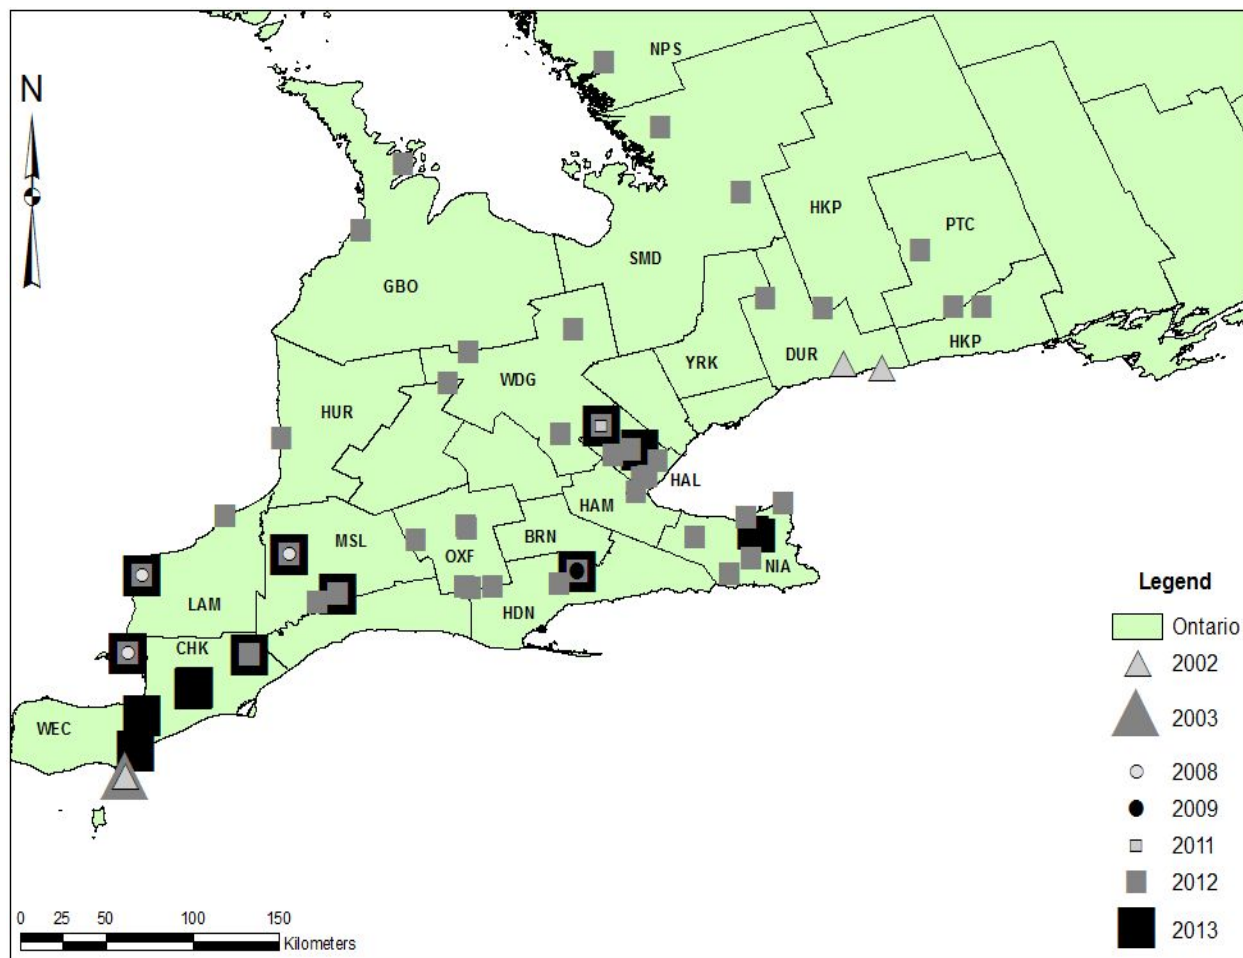 NPS
N
HKP
PTC
SMD
GBO
HKP
DUR
YRK
WDG
HUR
HAL
HAM
MSL
BRN
OXF
NIA
LAM
HDN
CHK
WEC
Legend
Ontario
2002
2003
2008
2009
2011
2012
2013
0 25 50 100 150
Kilometers